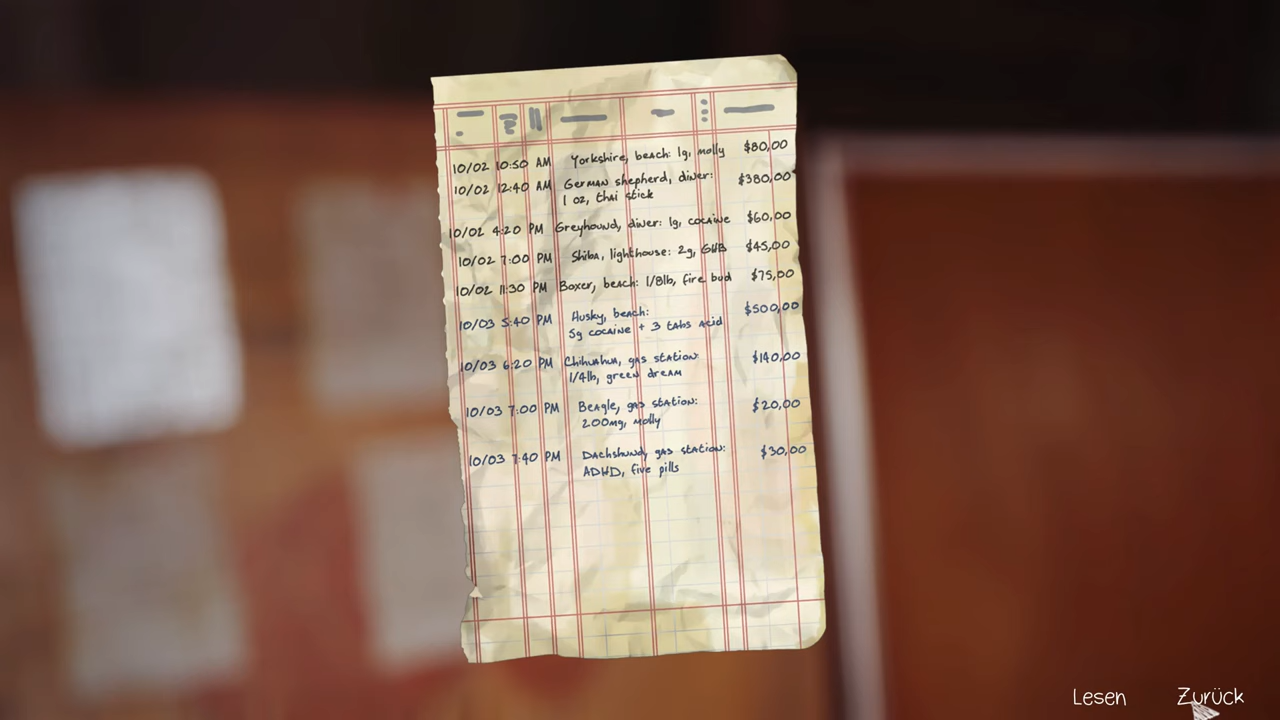 10/02 10:50 AM Yorkshire, beach: 1g, molly $80,00
10/02 12:40 AM German shepherd, diner: $380,00
1 oz, thai stick
10/02 4:20 PM Greyhound, diner: 1g, cocaine $60,00
10/02 7:00 PM Shiba, lighthouse: 2g, GHB $45,00
10/02 11:30 PM Boxer, beach: 1/8lb, fire bud $75,00
10/03 5:40 PM Husky, beach: $500,00
5g cocaine + 3 tabs acid
10/03 6:20 PM Chihuahua, gas station: $140,00
1/4lb, green dream
10/03 7:00 PM Beagle, gas station: $20,00
200mg, molly
10/03 7:40 PM Dachshund, gas station: $30,00
ADHD, five pills
Lesen Zurück